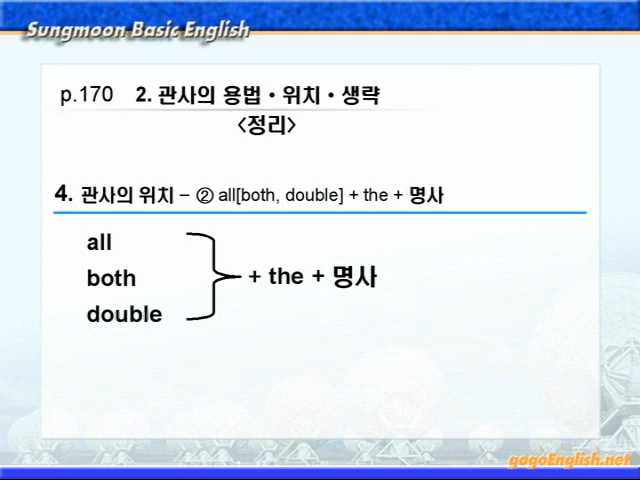 Sungmoon Basic English
p.170 2. 관사의 용법 • 위치 • 생략
<정리>
4. 관사의 위치 – ② all[both, double] + the + 명사
all
both
double
+ the + 명사
gogoEnglish.net